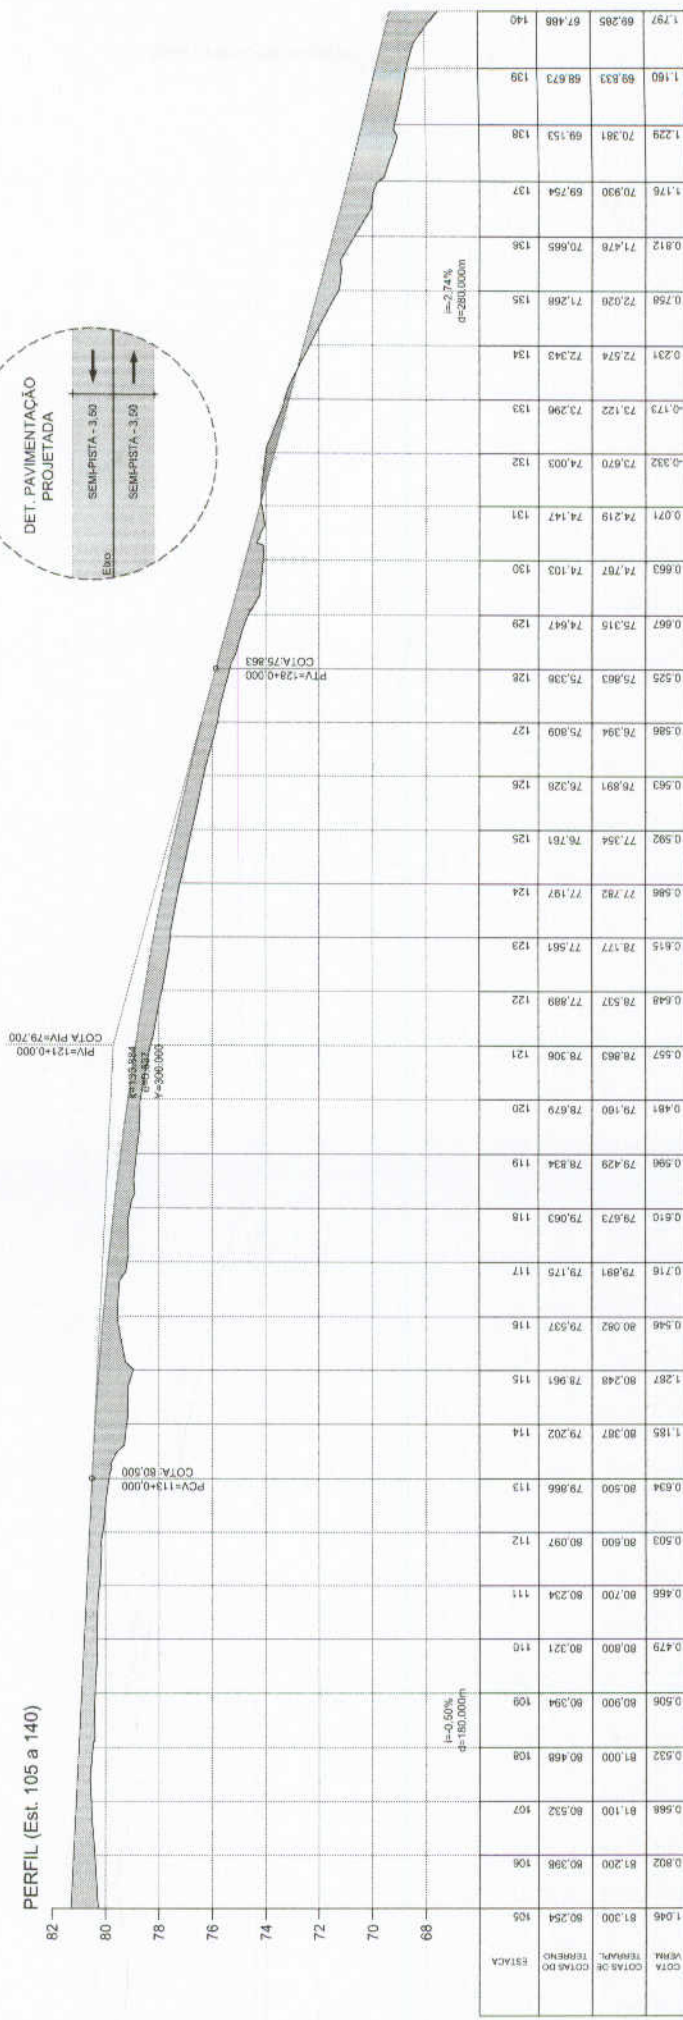 PERFIL (Est. 105 a 140)
DET. PAVIMENTAÇÃO
PROJETADA
SEMI-PISTA - 3,50
SEMI-PISTA - 3,50
Eixo
82
80
78
76
74
72
70
68
PCV=113+0,000
COTA: 80,500
PIV=121+0.000
COTA PIV=79.700
Y=300.000
PTV=128+0,000
COTA:75.863
i=-0,50%
d=160,000m
i=-2,74%
d=280,000m
ESTACA
COTAS DO TERRENO
COTAS DE TERRAPL.
COTA VERM.
105 80,254 81,300 1.046
106 80,398 81,200 0.802
107 80,532 81,100 0.568
108 80,468 81,000 0.532
109 80,394 80,900 0.506
110 80,321 80,800 0.479
111 80,234 80,700 0.466
112 80,097 80,600 0.503
113 79,866 80,500 0.634
114 79,202 80,387 1.185
115 78,961 80,248 1.287
116 79,537 80,082 0.546
117 79,175 79,891 0.716
118 79,063 79,673 0.610
119 78,834 79,429 0.596
120 78,679 79,160 0.481
121 78,306 78,863 0.557
122 77,889 78,537 0.648
123 77,561 78,177 0.615
124 77,197 77,782 0.586
125 76,761 77,354 0.592
126 76,328 76,891 0.563
127 75,809 76,394 0.586
128 75,338 75,863 0.525
129 74,647 75,315 0.667
130 74,103 74,767 0.663
131 74,147 74,219 0.071
132 74,003 73,670 -0.332
133 73,296 73,122 -0.173
134 72,343 72,574 0.231
135 71,268 72,026 0.758
136 70,665 71,478 0.812
137 69,754 70,930 1.176
138 69,153 70,381 1.229
139 68,673 69,833 1.160
140 67,488 69,285 1.797